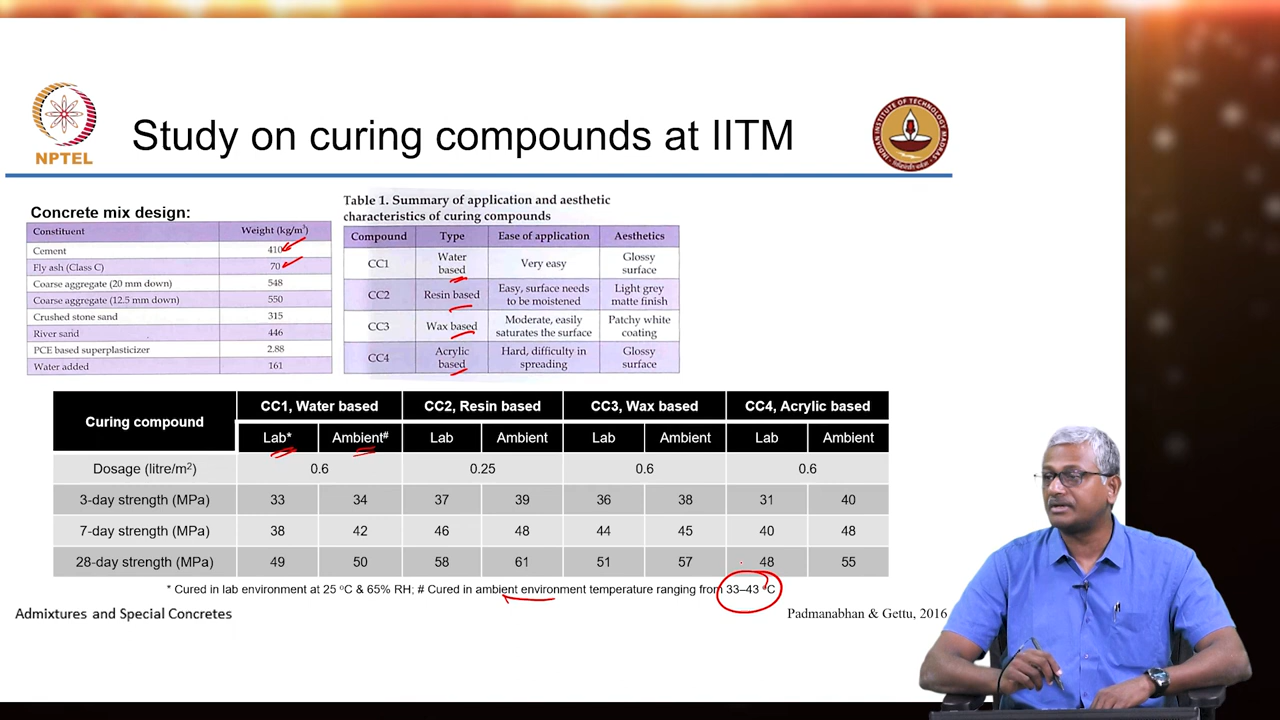 NPTEL
Study on curing compounds at IITM
INDIAN INSTITUTE OF TECHNOLOGY MADRAS
Concrete mix design:
Constituent Weight (kg/m³)
Cement 410
Fly ash (Class C) 70
Coarse aggregate (20 mm down) 548
Coarse aggregate (12.5 mm down) 550
Crushed stone sand 315
River sand 446
PCE based superplasticizer 2.88
Water added 161
Table 1. Summary of application and aesthetic
characteristics of curing compounds
Compound Type Ease of application Aesthetics
CC1 Water based Very easy Glossy surface
CC2 Resin based Easy, surface needs to be moistened Light grey matte finish
CC3 Wax based Moderate, easily saturates the surface Patchy white coating
CC4 Acrylic based Hard, difficulty in spreading Glossy surface
Curing compound CC1, Water based CC2, Resin based CC3, Wax based CC4, Acrylic based
Lab* Ambient# Lab Ambient Lab Ambient Lab Ambient
Dosage (litre/m²) 0.6 0.25 0.6 0.6
3-day strength (MPa) 33 34 37 39 36 38 31 40
7-day strength (MPa) 38 42 46 48 44 45 40 48
28-day strength (MPa) 49 50 58 61 51 57 48 55
* Cured in lab environment at 25 °C & 65% RH; # Cured in ambient environment temperature ranging from 33–43 °C
Admixtures and Special Concretes
Padmanabhan & Gettu, 2016